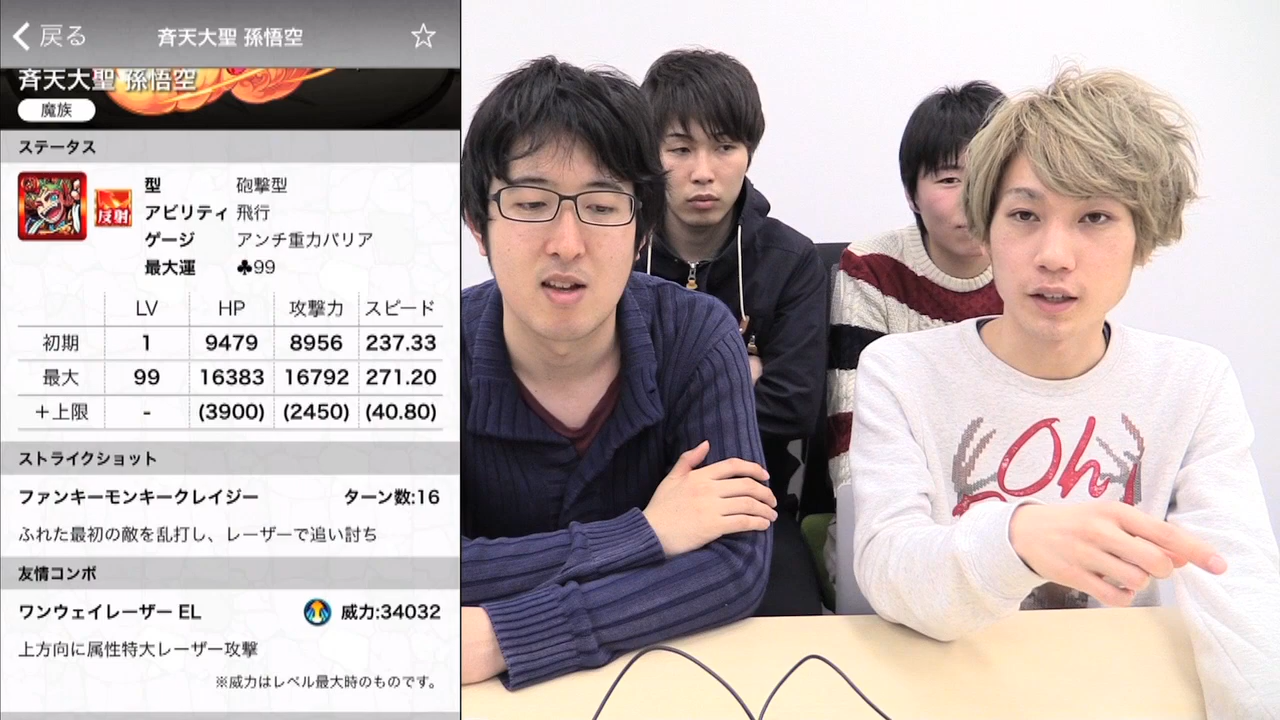 戻る
斉天大聖 孫悟空
斉天大聖 孫悟空
魔族
ステータス
反射
型 砲撃型
アビリティ 飛行
ゲージ アンチ重力バリア
最大運 ♣99
LV HP 攻撃力 スピード
初期 1 9479 8956 237.33
最大 99 16383 16792 271.20
＋上限 - (3900) (2450) (40.80)
ストライクショット
ファンキーモンキークレイジー ターン数:16
ふれた最初の敵を乱打し、レーザーで追い討ち
友情コンボ
ワンウェイレーザー EL 威力:34032
上方向に属性特大レーザー攻撃
※威力はレベル最大時のものです。
Oh